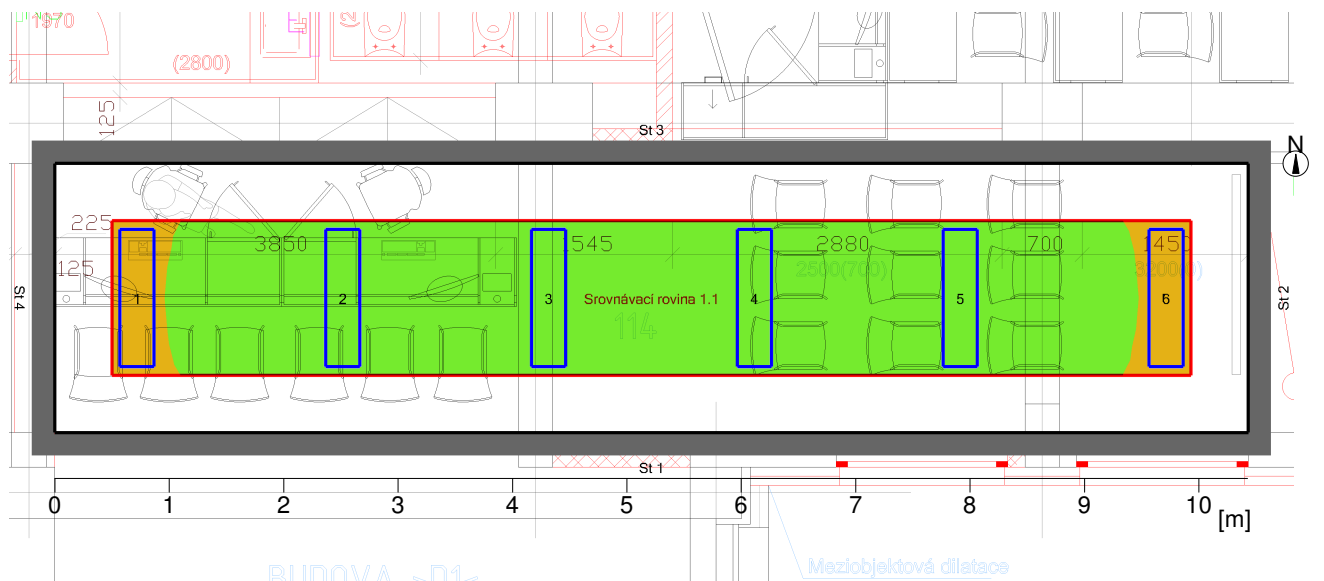 1970
(2800)
125
St 3
N
225
3850
1545
2880
700
1450
125
2500(700)
3200(0)
1
2
3
Srovnávací rovina 1.1
4
5
6
St 4
St 2
114
St 1
0 1 2 3 4 5 6 7 8 9 10
[m]
Meziobjektová dilatace
BUDOVA >D1<